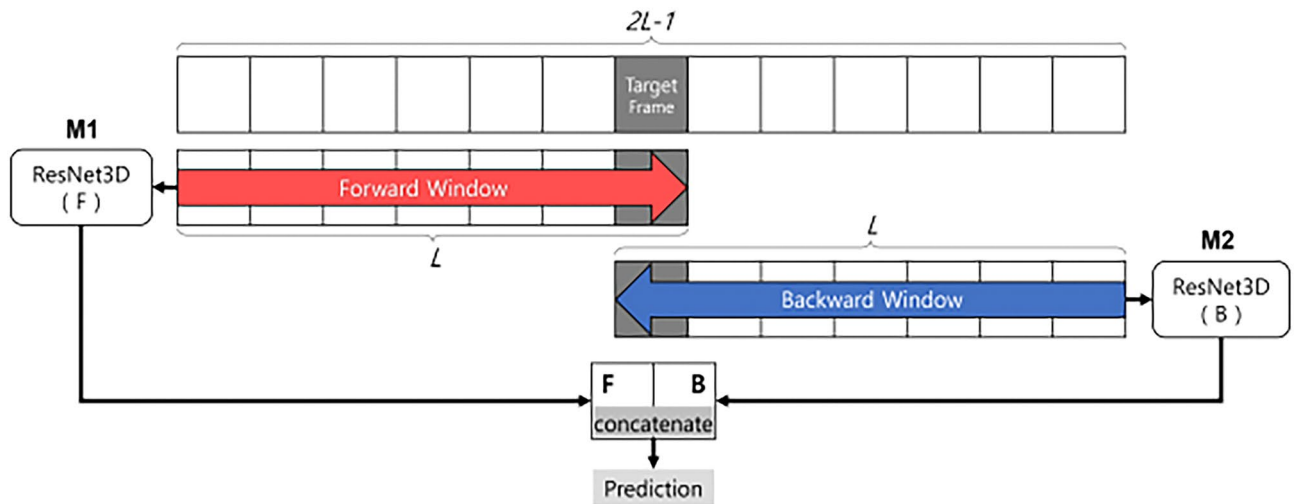 2L-1
Target
Frame
M1
ResNet3D
( F )
Forward Window
L
L
M2
ResNet3D
( B )
Backward Window
F B
concatenate
Prediction